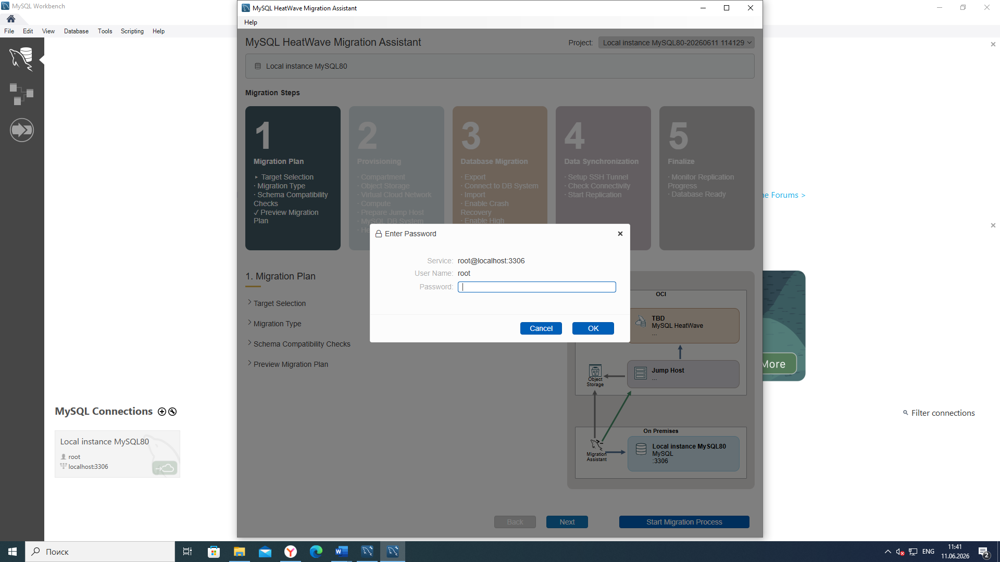 MySQL Workbench
File Edit View Database Tools Scripting Help
MySQL HeatWave Migration Assistant
Help
MySQL HeatWave Migration Assistant
Project: Local instance MySQL80-20260611 114129
Local instance MySQL80
Migration Steps
1
Migration Plan
▸ Target Selection
· Migration Type
· Schema Compatibility
Checks
✓ Preview Migration
Plan
2
Provisioning
· Compartment
· Object Storage
· Virtual Cloud Network
· Compute
· Prepare Jump Host
· MySQL DB System
3
Database Migration
· Export
· Connect to DB System
· Import
· Enable Crash
Recovery
· Enable High
4
Data Synchronization
· Setup SSH Tunnel
· Check Connectivity
· Start Replication
5
Finalize
· Monitor Replication
Progress
· Database Ready
Enter Password
Service: root@localhost:3306
User Name: root
Password:
Cancel OK
1. Migration Plan
Target Selection
Migration Type
Schema Compatibility Checks
Preview Migration Plan
OCI
TBD
MySQL HeatWave
...
Jump Host
...
Object
Storage
On Premises
Local instance MySQL80
MySQL
:3306
Migration
Assistant
Back Next Start Migration Process
Forums >
More
MySQL Connections
Filter connections
Local instance MySQL80
root
localhost:3306
Поиск
ENG
11:41
11.06.2026
2